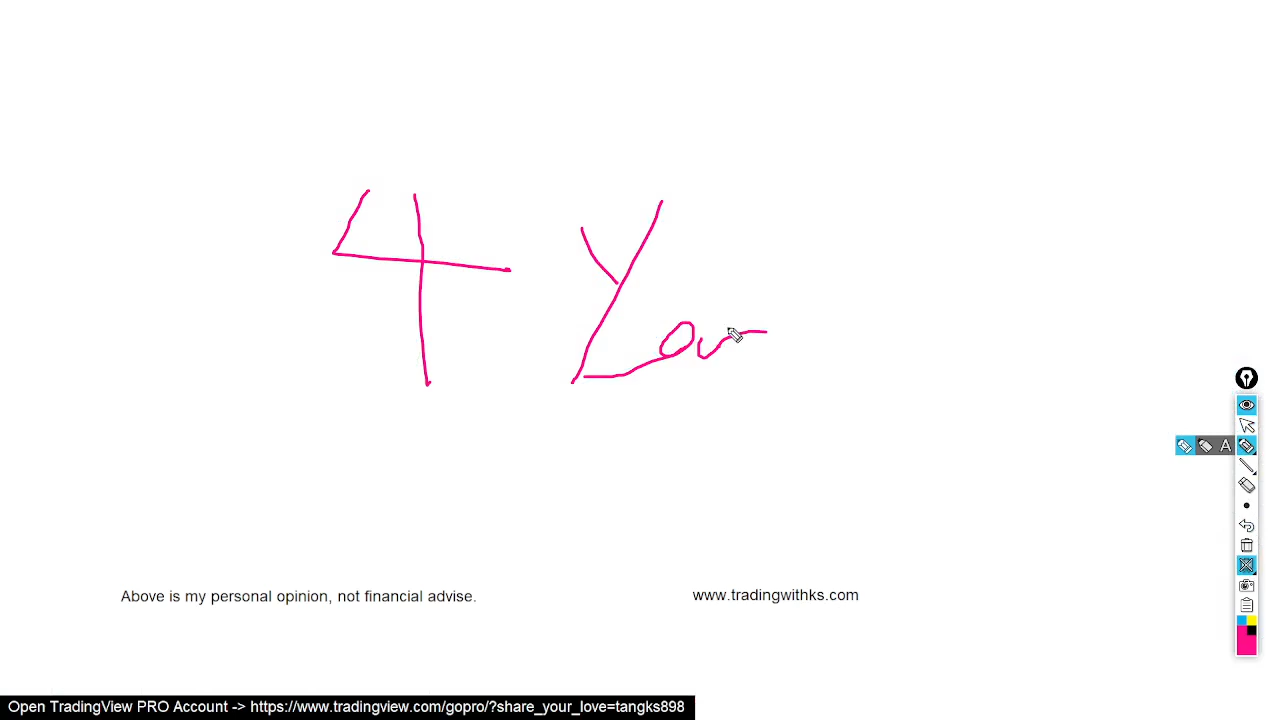 4 Your
Above is my personal opinion, not financial advise.
www.tradingwithks.com
A
Open TradingView PRO Account -> https://www.tradingview.com/gopro/?share_your_love=tangks898